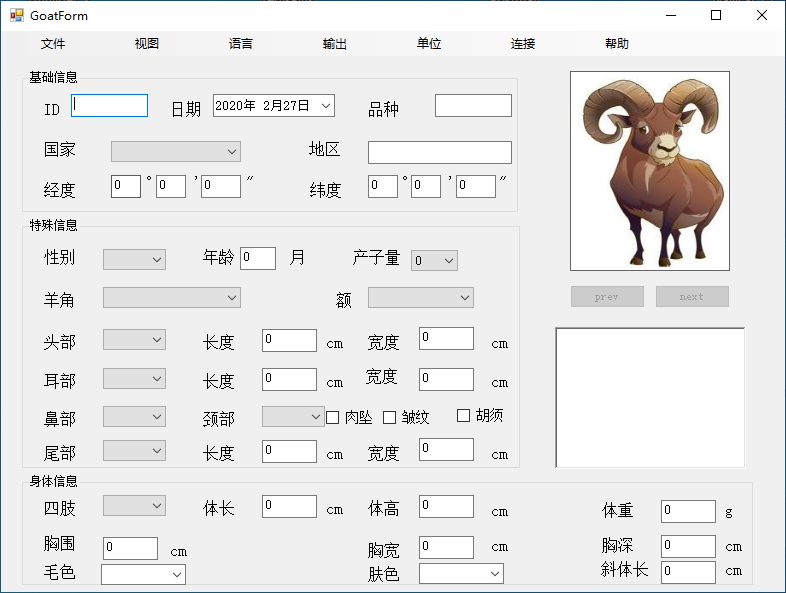 GoatForm
文件 视图 语言 输出 单位 连接 帮助
基础信息
ID 日期 2020年 2月27日 品种
国家 地区
经度 0 ° 0 ' 0 " 纬度 0 ° 0 ' 0 "
特殊信息
性别 年龄 0 月 产子量 0
羊角 额
头部 长度 0 cm 宽度 0 cm
耳部 长度 0 cm 宽度 0 cm
鼻部 颈部 肉坠 皱纹 胡须
尾部 长度 0 cm 宽度 0 cm
prev next
身体信息
四肢 体长 0 cm 体高 0 cm 体重 0 g
胸围 0 cm 胸宽 0 cm 胸深 0 cm
毛色 肤色 斜体长 0 cm